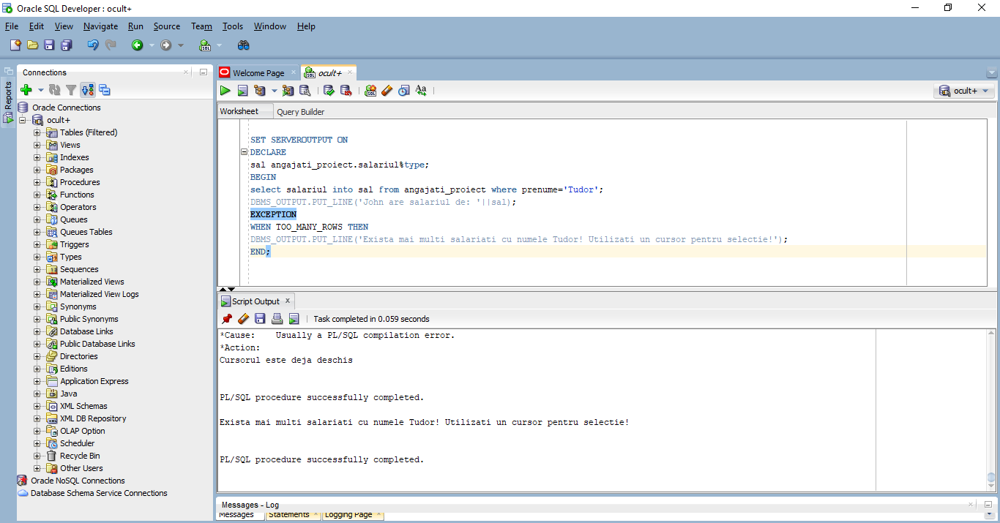 Oracle SQL Developer : ocult+
File Edit View Navigate Run Source Team Tools Window Help
Reports
Connections
Oracle Connections
ocult+
Tables (Filtered)
Views
Indexes
Packages
Procedures
Functions
Operators
Queues
Queues Tables
Triggers
Types
Sequences
Materialized Views
Materialized View Logs
Synonyms
Public Synonyms
Database Links
Public Database Links
Directories
Editions
Application Express
Java
XML Schemas
XML DB Repository
OLAP Option
Scheduler
Recycle Bin
Other Users
Oracle NoSQL Connections
Database Schema Service Connections
Welcome Page ocult+
ocult+
Worksheet Query Builder
SET SERVEROUTPUT ON
DECLARE
sal angajati_proiect.salariul%type;
BEGIN
select salariul into sal from angajati_proiect where prenume='Tudor';
DBMS_OUTPUT.PUT_LINE('John are salariul de: '||sal);
EXCEPTION
WHEN TOO_MANY_ROWS THEN
DBMS_OUTPUT.PUT_LINE('Exista mai multi salariati cu numele Tudor! Utilizati un cursor pentru selectie!');
END;
Script Output
Task completed in 0.059 seconds
*Cause:    Usually a PL/SQL compilation error.
*Action:
Cursorul este deja deschis
PL/SQL procedure successfully completed.
Exista mai multi salariati cu numele Tudor! Utilizati un cursor pentru selectie!
PL/SQL procedure successfully completed.
Messages - Log
Messages Statements Logging Page